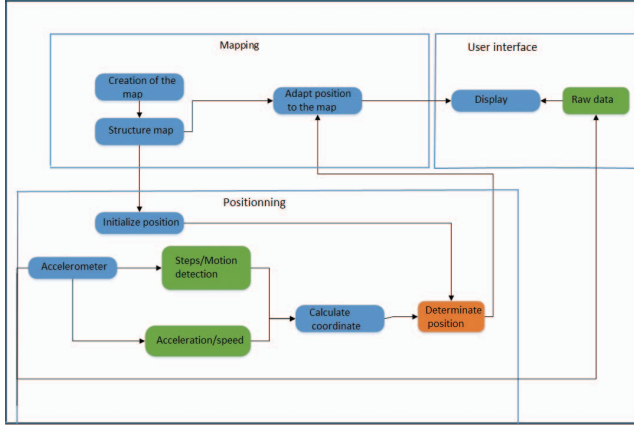 Mapping
User interface
Creation of the
map
Adapt position
to the map
Display
Raw data
Structure map
Positionning
Initialize position
Accelerometer
Steps/Motion
detection
Calculate
coordinate
Determinate
position
Acceleration/speed